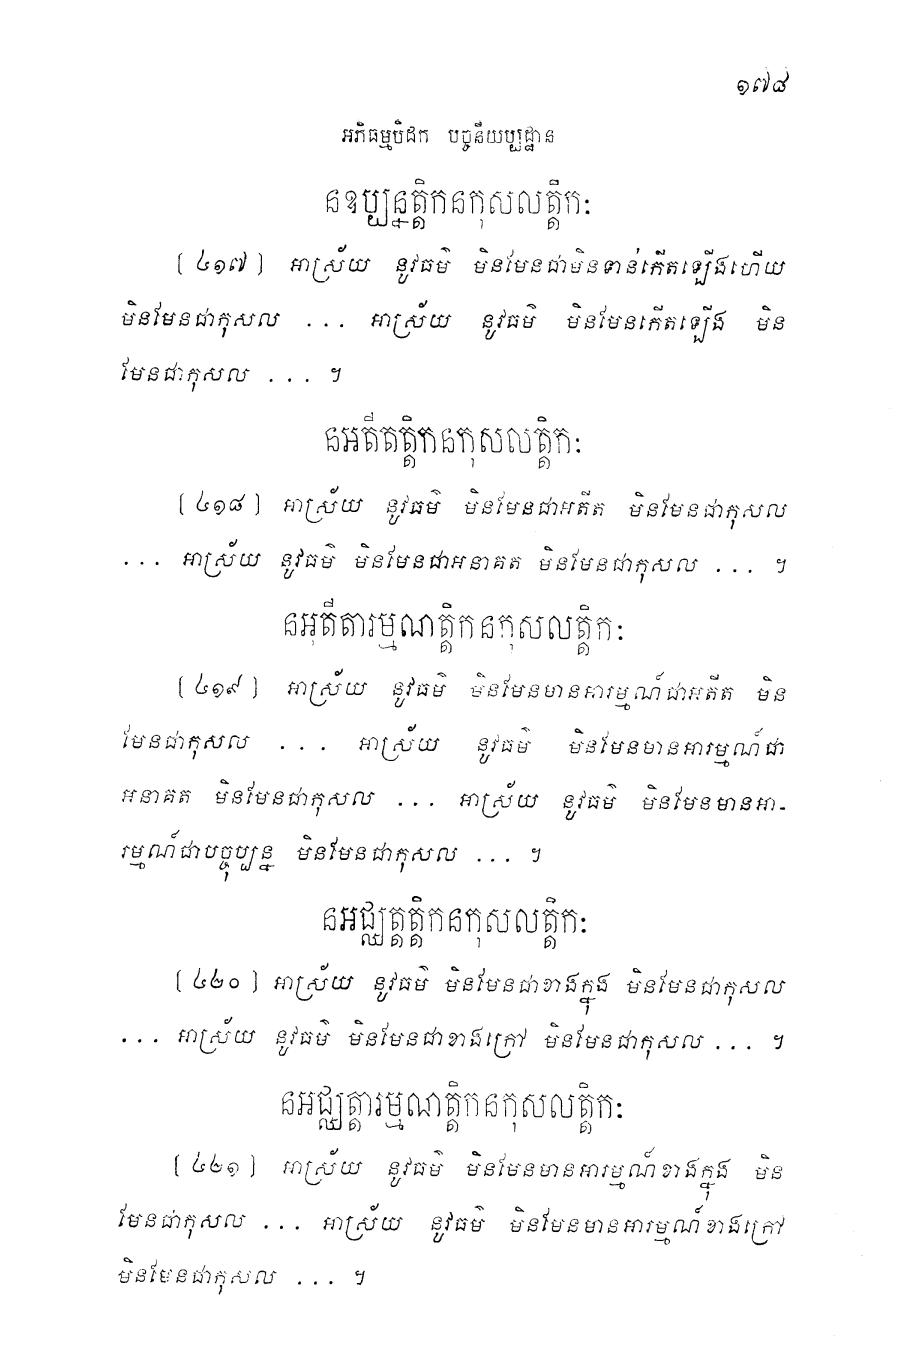 ១៧៨
អភិធម្មបិដក បច្ចនីយប្បដ្ឋាន
នឧប្បន្នត្តិកនកុសលត្តិកៈ
(៤១៧) អាស្រ័យ នូវធម៌ មិនមែនជាមិនទាន់កើតឡើងហើយ
មិនមែនជាកុសល ... អាស្រ័យ នូវធម៌ មិនមែនកើតឡើង មិន
មែនជាកុសល ... ។
នអតីតត្តិកនកុសលត្តិកៈ
(៤១៨) អាស្រ័យ នូវធម៌ មិនមែនជាអតីត មិនមែនជាកុសល
... អាស្រ័យ នូវធម៌ មិនមែនជាអនាគត មិនមែនជាកុសល ... ។
នអតីតារម្មណត្តិកនកុសលត្តិកៈ
(៤១៩) អាស្រ័យ នូវធម៌ មិនមែនមានអារម្មណ៍ជាអតីត មិន
មែនជាកុសល ... អាស្រ័យ នូវធម៌ មិនមែនមានអារម្មណ៍ជា
អនាគត មិនមែនជាកុសល ... អាស្រ័យ នូវធម៌ មិនមែនមានអា-
រម្មណ៍ជាបច្ចុប្បន្ន មិនមែនជាកុសល ... ។
នអជ្ឈត្តត្តិកនកុសលត្តិកៈ
(៤២០) អាស្រ័យ នូវធម៌ មិនមែនជាខាងក្នុង មិនមែនជាកុសល
... អាស្រ័យ នូវធម៌ មិនមែនជាខាងក្រៅ មិនមែនជាកុសល ... ។
នអជ្ឈត្តារម្មណត្តិកនកុសលត្តិកៈ
(៤២១) អាស្រ័យ នូវធម៌ មិនមែនមានអារម្មណ៍ខាងក្នុង មិន
មែនជាកុសល ... អាស្រ័យ នូវធម៌ មិនមែនមានអារម្មណ៍ខាងក្រៅ
មិនមែនជាកុសល ... ។